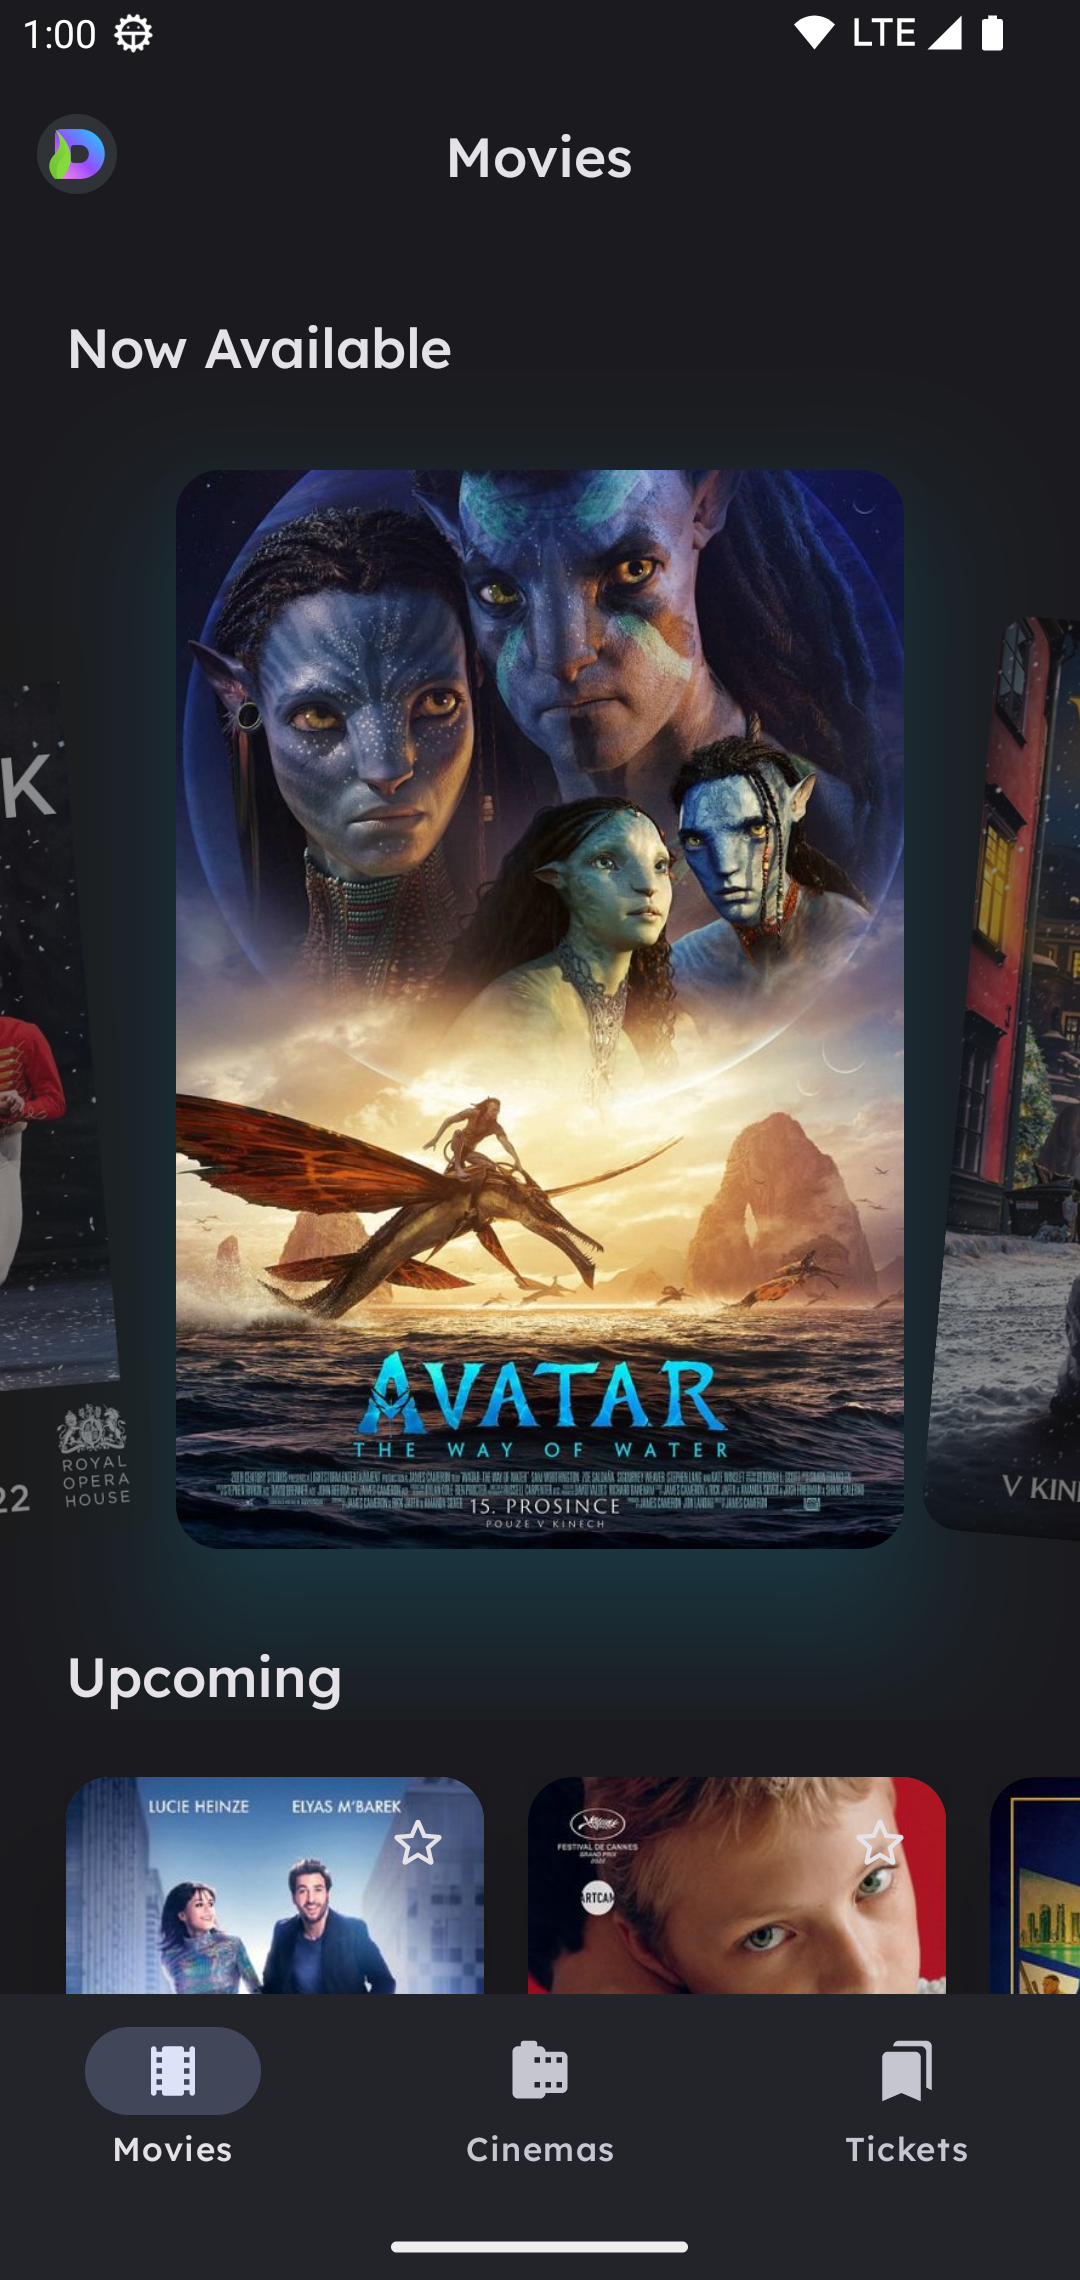 1:00
LTE
Movies
Now Available
K
22
ROYAL
OPERA
HOUSE
AVATAR
THE WAY OF WATER
15. PROSINCE
POUZE V KINECH
V KIN
Upcoming
LUCIE HEINZE ELYAS M'BAREK
FESTIVAL DE CANNES
GRAND PRIX
2022
ARTCAM
Movies
Cinemas
Tickets